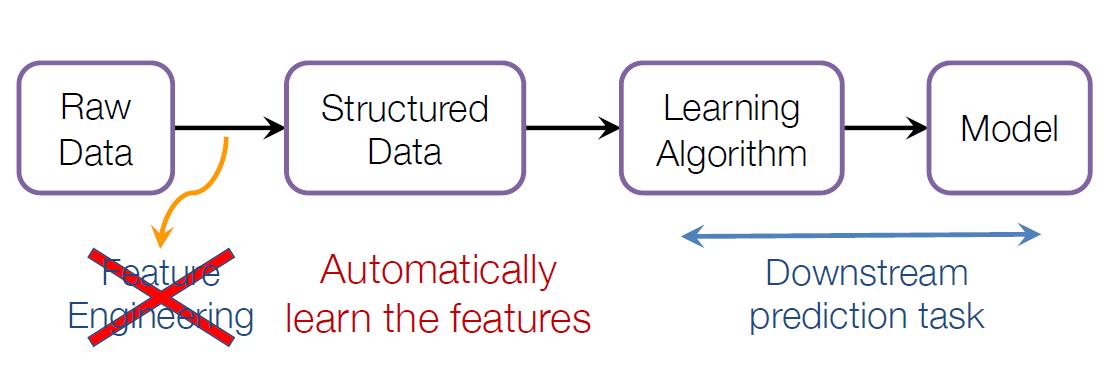 Raw
Data
Structured
Data
Learning
Algorithm
Model
Feature
Engineering
Automatically
learn the features
Downstream
prediction task